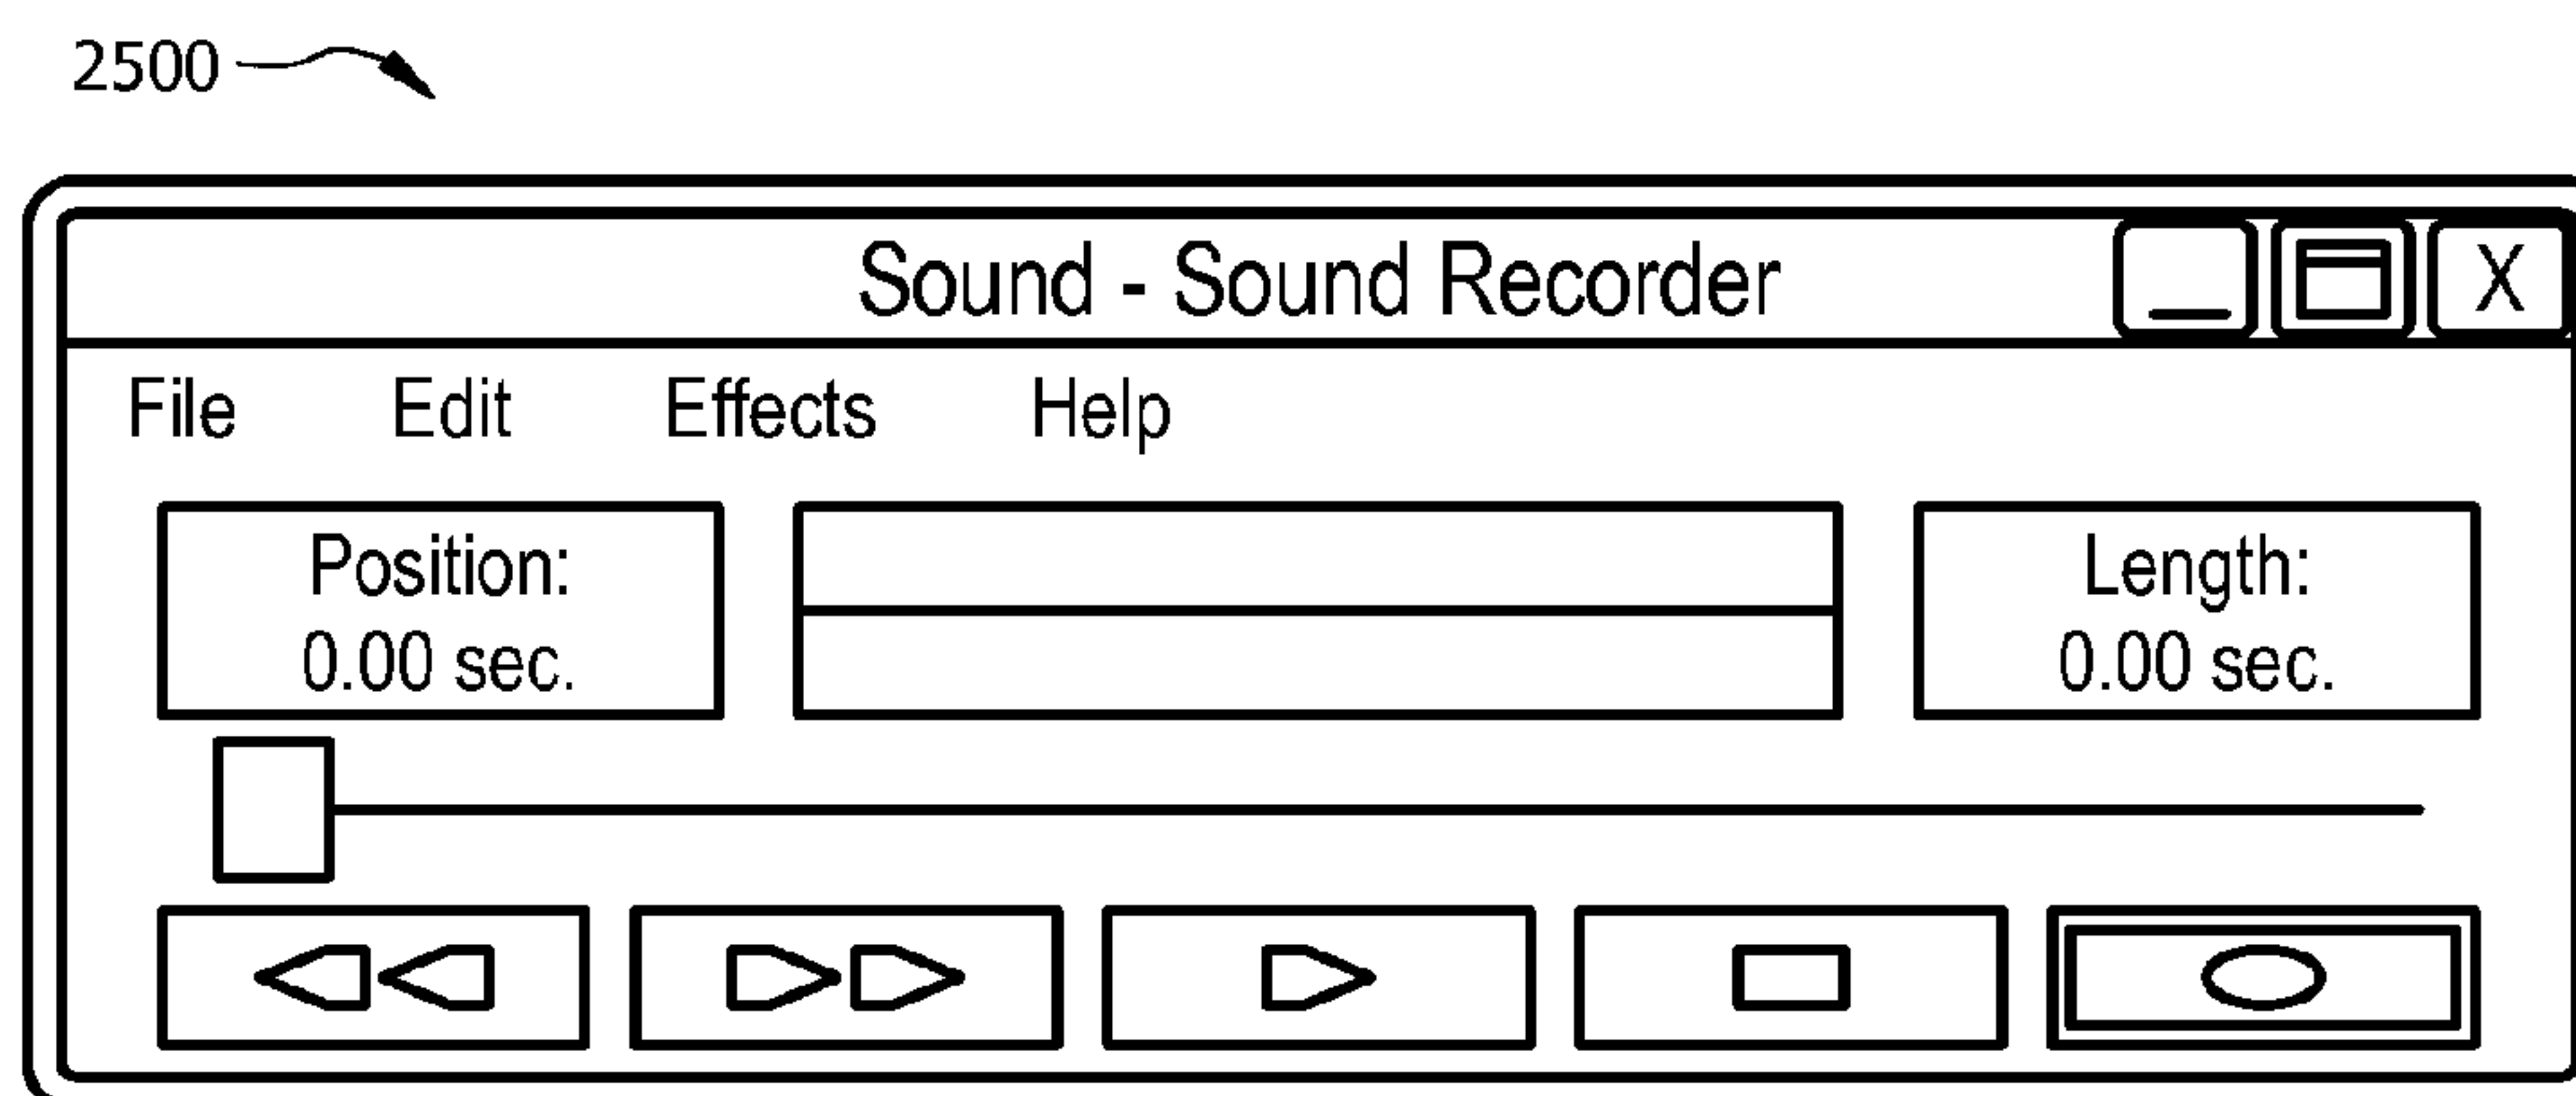 2500
Sound - Sound Recorder X
File Edit Effects Help
Position:
0.00 sec.
Length:
0.00 sec.